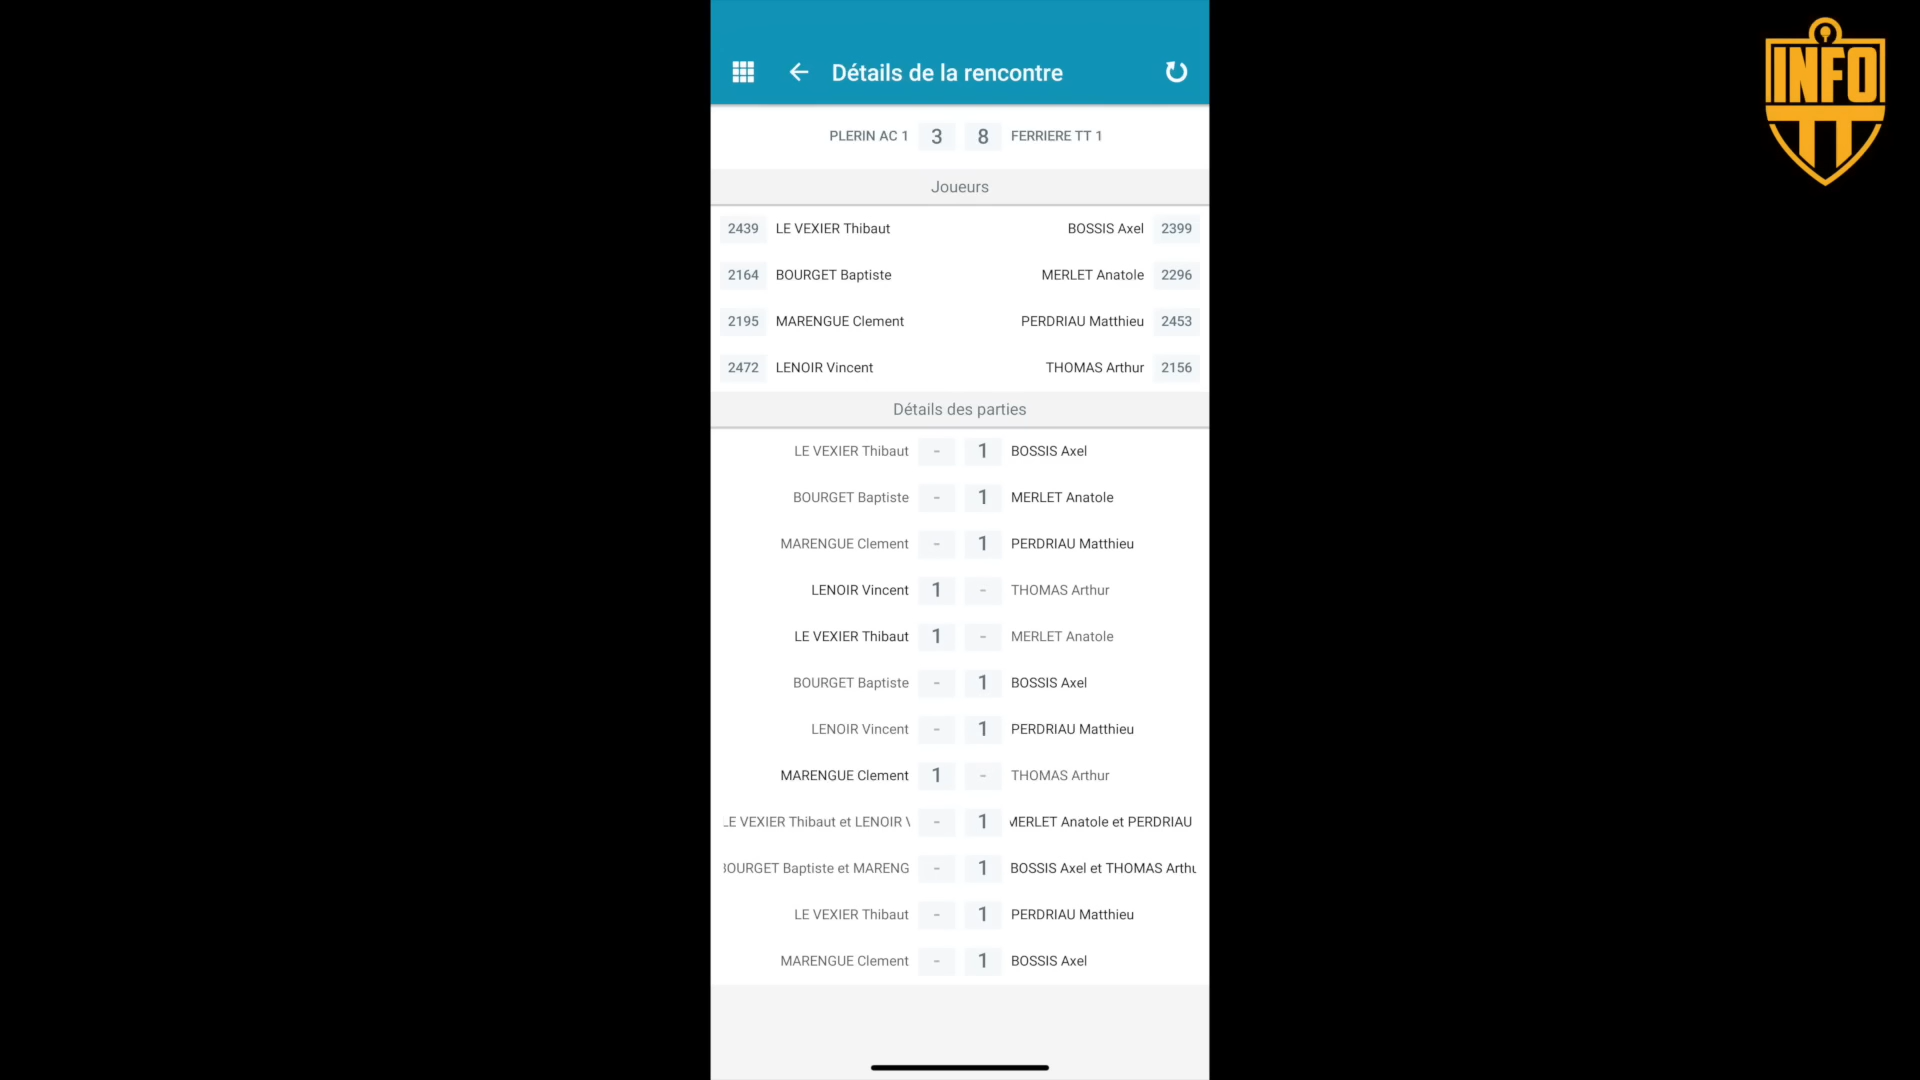 INFO
TT
Détails de la rencontre
PLERIN AC 1 3 8 FERRIERE TT 1
Joueurs
2439 LE VEXIER Thibaut BOSSIS Axel 2399
2164 BOURGET Baptiste MERLET Anatole 2296
2195 MARENGUE Clement PERDRIAU Matthieu 2453
2472 LENOIR Vincent THOMAS Arthur 2156
Détails des parties
LE VEXIER Thibaut - 1 BOSSIS Axel
BOURGET Baptiste - 1 MERLET Anatole
MARENGUE Clement - 1 PERDRIAU Matthieu
LENOIR Vincent 1 - THOMAS Arthur
LE VEXIER Thibaut 1 - MERLET Anatole
BOURGET Baptiste - 1 BOSSIS Axel
LENOIR Vincent - 1 PERDRIAU Matthieu
MARENGUE Clement 1 - THOMAS Arthur
LE VEXIER Thibaut et LENOIR - 1 MERLET Anatole et PERDRIAU
BOURGET Baptiste et MARENG - 1 BOSSIS Axel et THOMAS Arthu
LE VEXIER Thibaut - 1 PERDRIAU Matthieu
MARENGUE Clement - 1 BOSSIS Axel